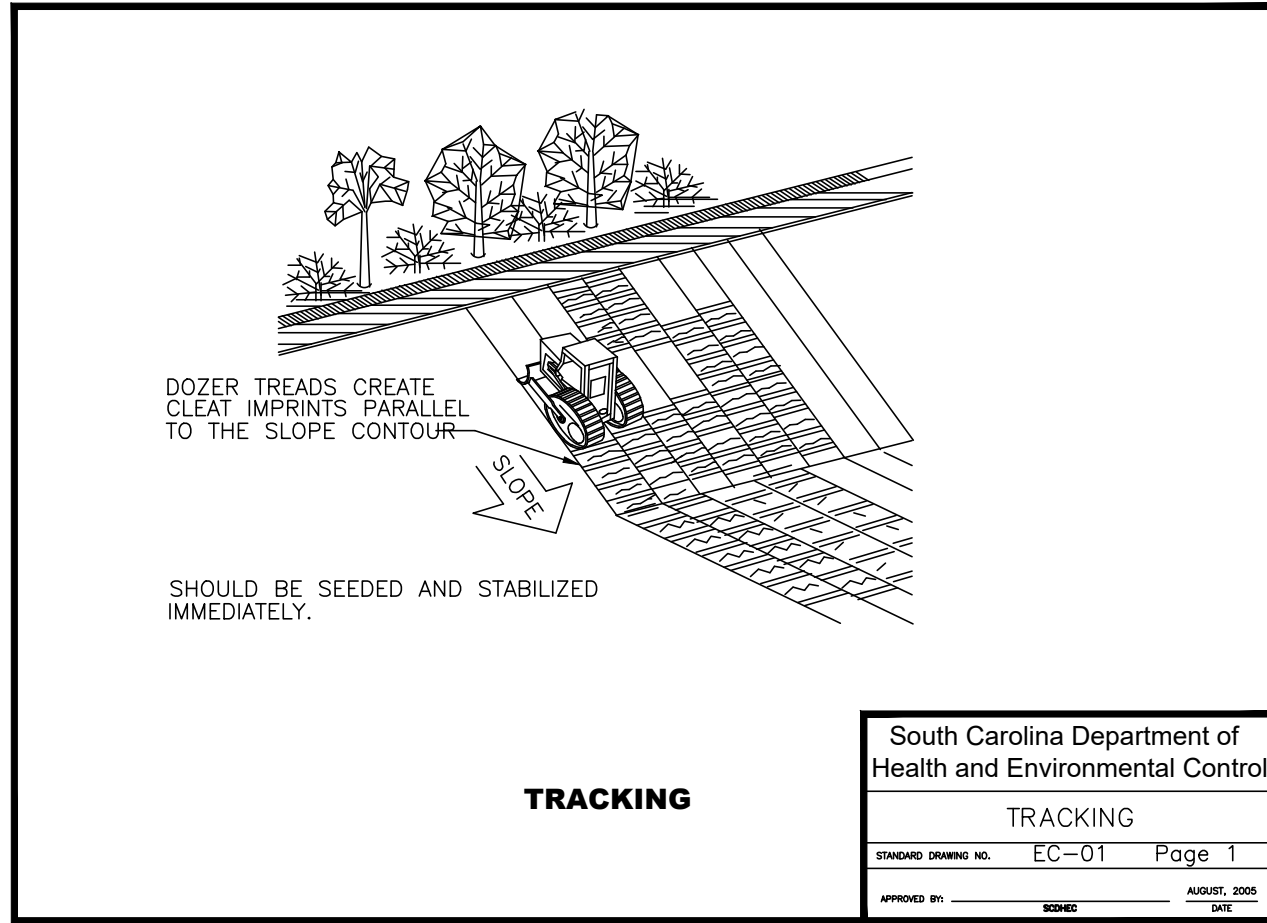 DOZER TREADS CREATE
CLEAT IMPRINTS PARALLEL
TO THE SLOPE CONTOUR
SLOPE
SHOULD BE SEEDED AND STABILIZED
IMMEDIATELY.
TRACKING
South Carolina Department of
Health and Environmental Control
TRACKING
STANDARD DRAWING NO. EC-01 Page 1
APPROVED BY: AUGUST, 2005
SCDHEC DATE